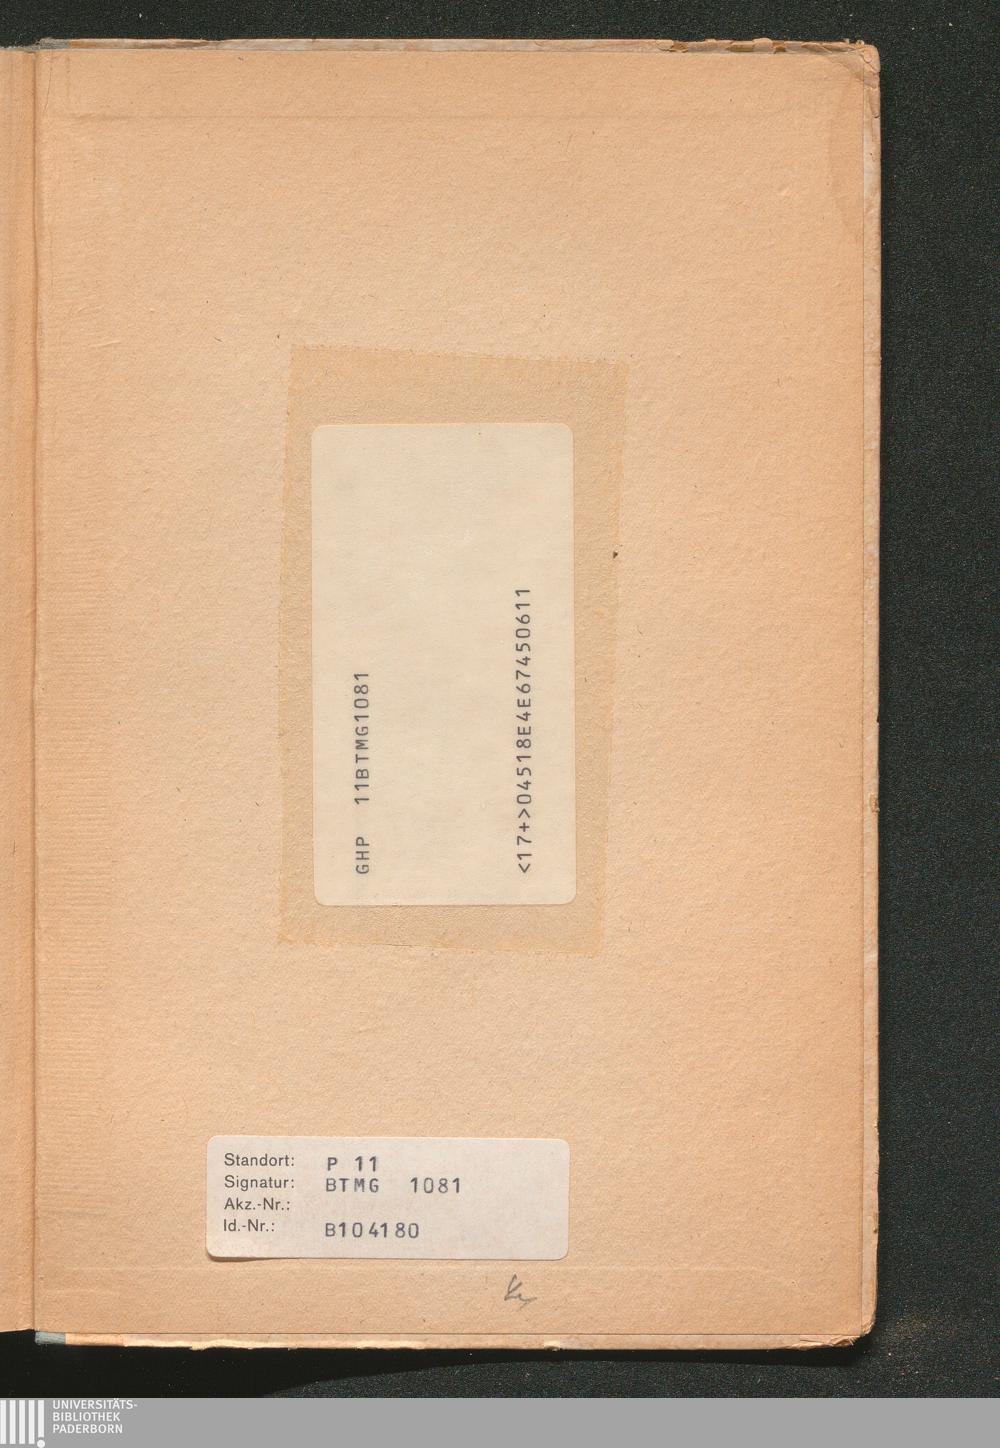 GHP 11BTMG1081
<17+>04518E4E67450611
Standort: P 11
Signatur: BTMG 1081
Akz.-Nr.:
Id.-Nr.: B104180
UNIVERSITÄTS-
BIBLIOTHEK
PADERBORN